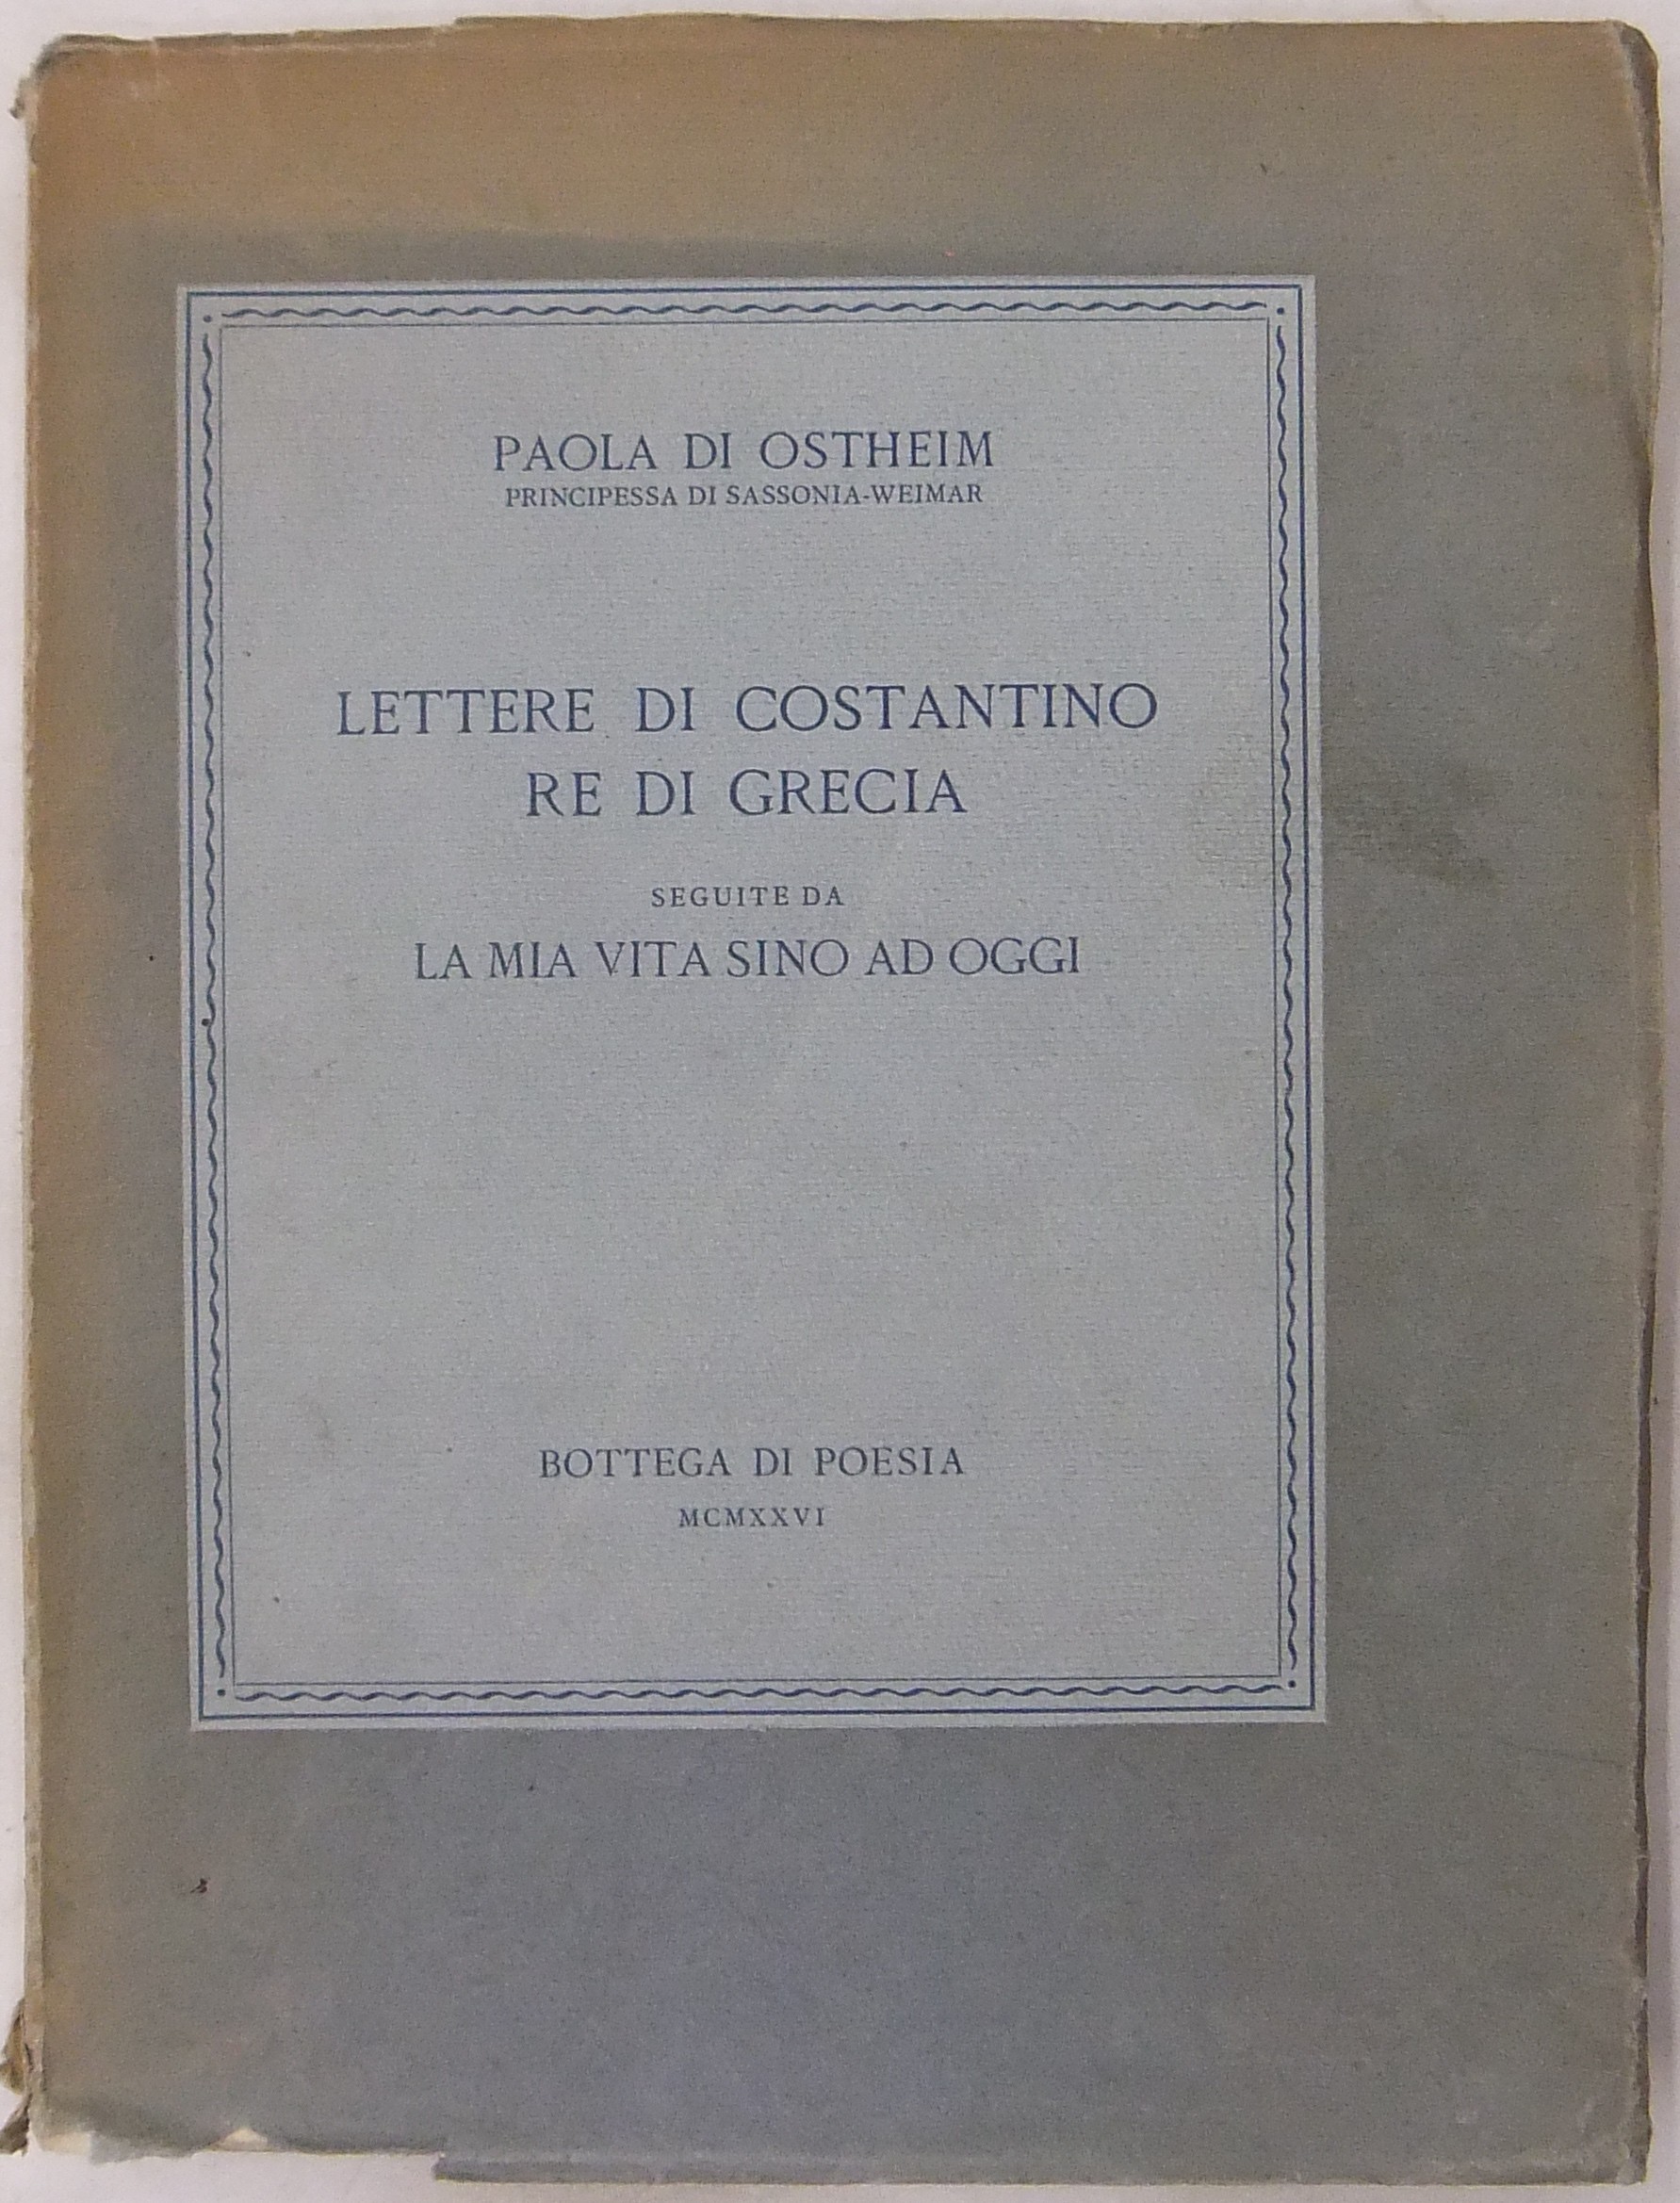 PAOLA DI OSTHEIM
PRINCIPESSA DI SASSONIA-WEIMAR
LETTERE DI COSTANTINO
RE DI GRECIA
SEGUITE DA
LA MIA VITA SINO AD OGGI
BOTTEGA DI POESIA
MCMXXVI